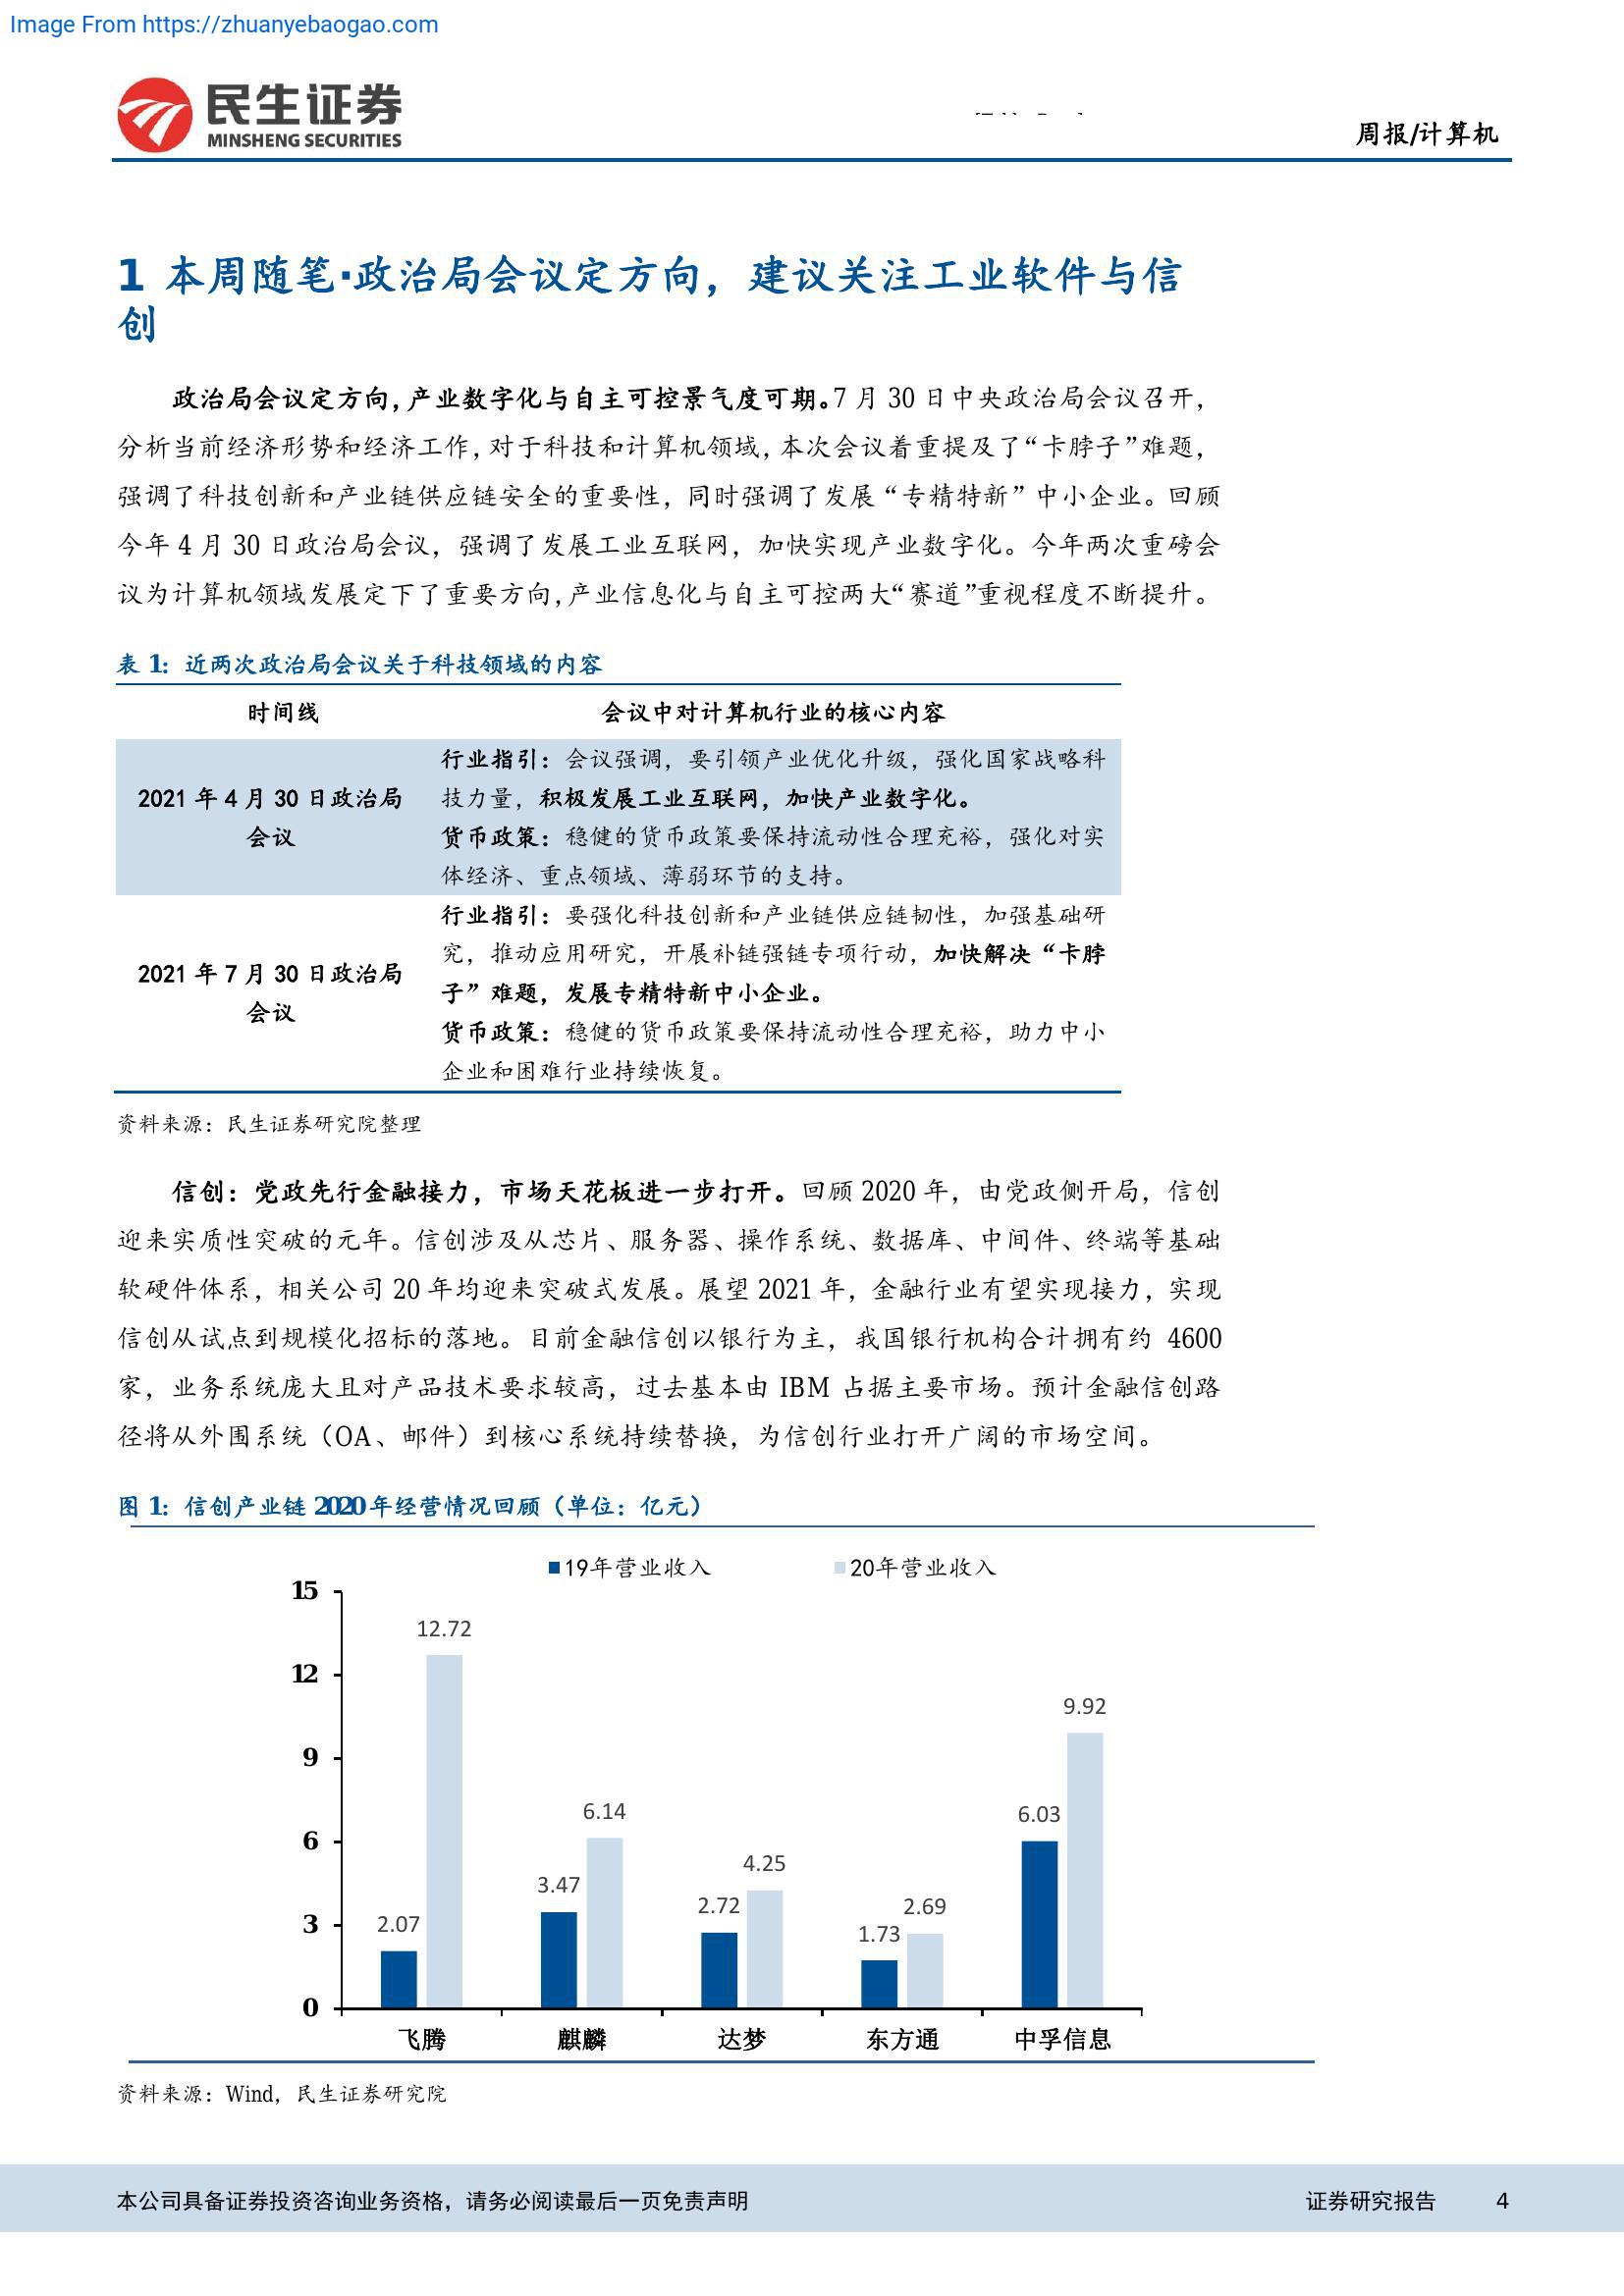 Image From https://zhuanyebaogao.com
民生证券
MINSHENG SECURITIES
周报/计算机
1 本周随笔·政治局会议定方向，建议关注工业软件与信
创
政治局会议定方向，产业数字化与自主可控景气度可期。7 月 30 日中央政治局会议召开，
分析当前经济形势和经济工作，对于科技和计算机领域，本次会议着重提及了“卡脖子”难题，
强调了科技创新和产业链供应链安全的重要性，同时强调了发展“专精特新”中小企业。回顾
今年 4 月 30 日政治局会议，强调了发展工业互联网，加快实现产业数字化。今年两次重磅会
议为计算机领域发展定下了重要方向，产业信息化与自主可控两大“赛道”重视程度不断提升。
表 1：近两次政治局会议关于科技领域的内容
时间线 会议中对计算机行业的核心内容
2021 年 4 月 30 日政治局
会议
行业指引：会议强调，要引领产业优化升级，强化国家战略科
技力量，积极发展工业互联网，加快产业数字化。
货币政策：稳健的货币政策要保持流动性合理充裕，强化对实
体经济、重点领域、薄弱环节的支持。
2021 年 7 月 30 日政治局
会议
行业指引：要强化科技创新和产业链供应链韧性，加强基础研
究，推动应用研究，开展补链强链专项行动，加快解决“卡脖
子”难题，发展专精特新中小企业。
货币政策：稳健的货币政策要保持流动性合理充裕，助力中小
企业和困难行业持续恢复。
资料来源：民生证券研究院整理
信创：党政先行金融接力，市场天花板进一步打开。回顾 2020 年，由党政侧开局，信创
迎来实质性突破的元年。信创涉及从芯片、服务器、操作系统、数据库、中间件、终端等基础
软硬件体系，相关公司 20 年均迎来突破式发展。展望 2021 年，金融行业有望实现接力，实现
信创从试点到规模化招标的落地。目前金融信创以银行为主，我国银行机构合计拥有约 4600
家，业务系统庞大且对产品技术要求较高，过去基本由 IBM 占据主要市场。预计金融信创路
径将从外围系统（OA、邮件）到核心系统持续替换，为信创行业打开广阔的市场空间。
图 1：信创产业链 2020 年经营情况回顾（单位：亿元）
19年营业收入 20年营业收入
15
12
9
6
3
0
2.07
12.72
3.47
6.14
2.72
4.25
1.73
2.69
6.03
9.92
飞腾 麒麟 达梦 东方通 中孚信息
资料来源：Wind，民生证券研究院
本公司具备证券投资咨询业务资格，请务必阅读最后一页免责声明 证券研究报告 4